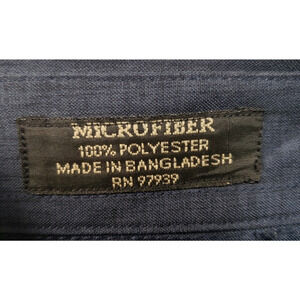 MICROFIBER
100% POLYESTER
MADE IN BANGLADESH
RN 97939